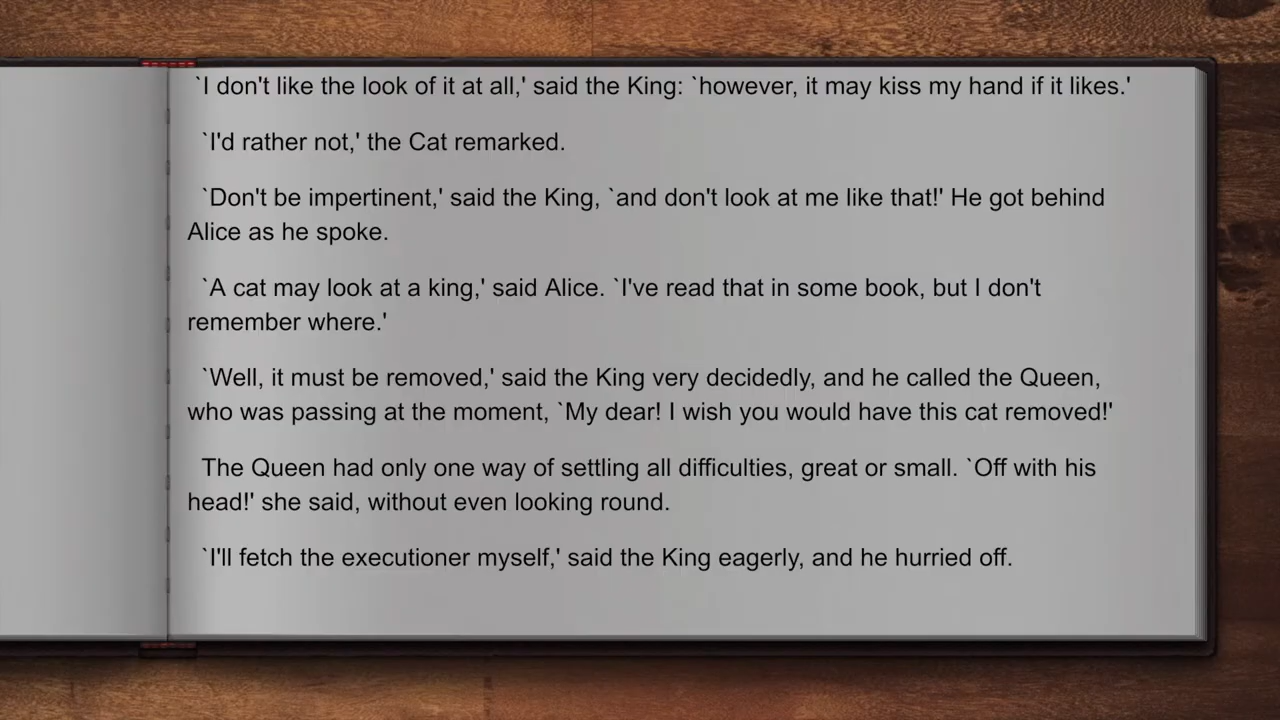 `I don't like the look of it at all,' said the King: `however, it may kiss my hand if it likes.'
`I'd rather not,' the Cat remarked.
`Don't be impertinent,' said the King, `and don't look at me like that!' He got behind
Alice as he spoke.
`A cat may look at a king,' said Alice. `I've read that in some book, but I don't
remember where.'
`Well, it must be removed,' said the King very decidedly, and he called the Queen,
who was passing at the moment, `My dear! I wish you would have this cat removed!'
The Queen had only one way of settling all difficulties, great or small. `Off with his
head!' she said, without even looking round.
`I'll fetch the executioner myself,' said the King eagerly, and he hurried off.